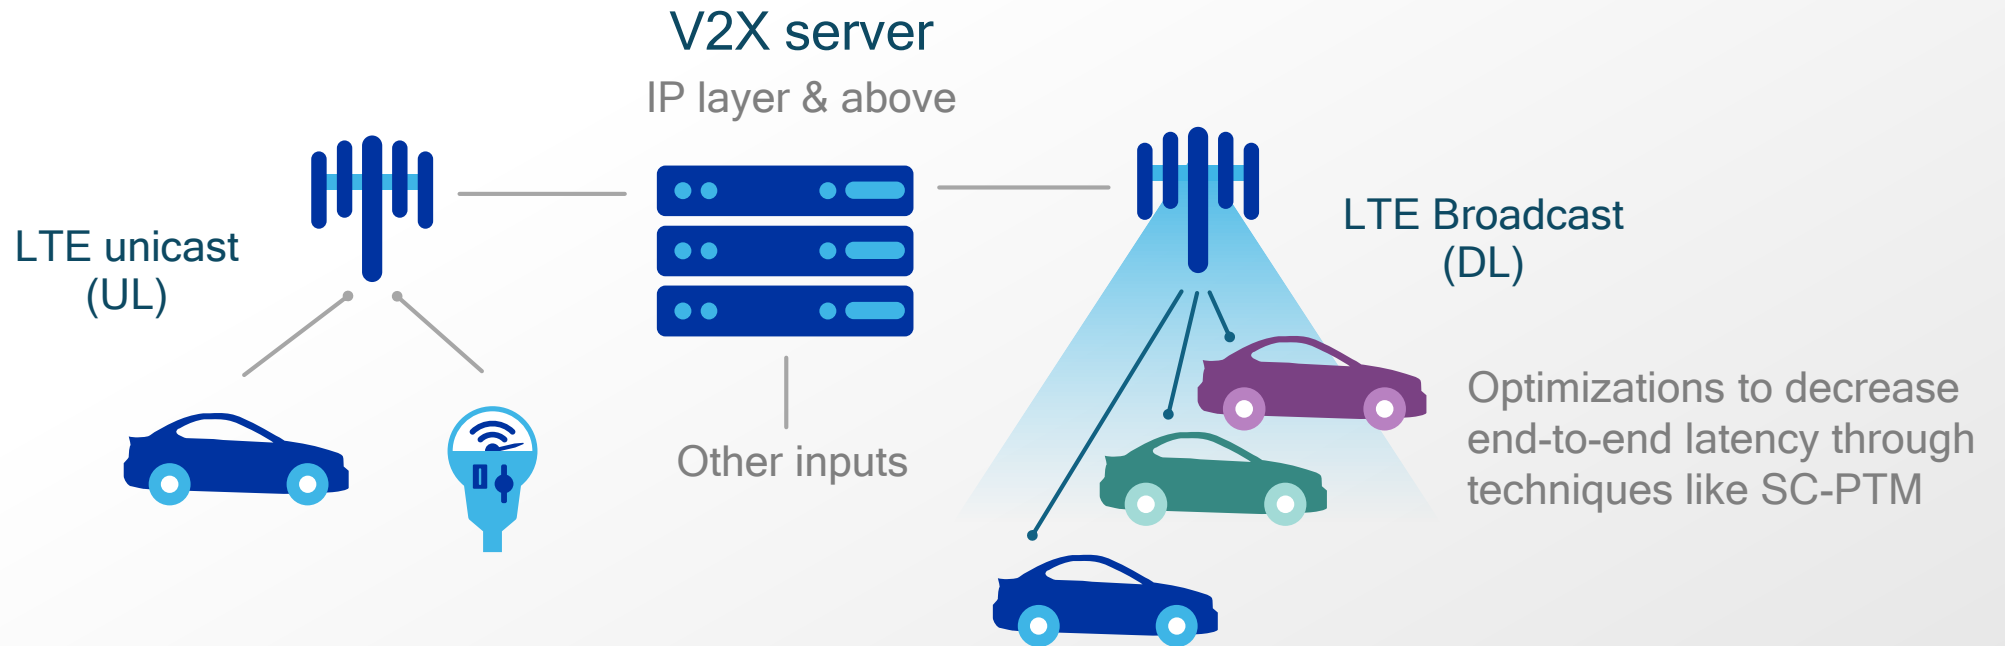 V2X server
IP layer & above
LTE unicast
(UL)
Other inputs
LTE Broadcast
(DL)
Optimizations to decrease
end-to-end latency through
techniques like SC-PTM